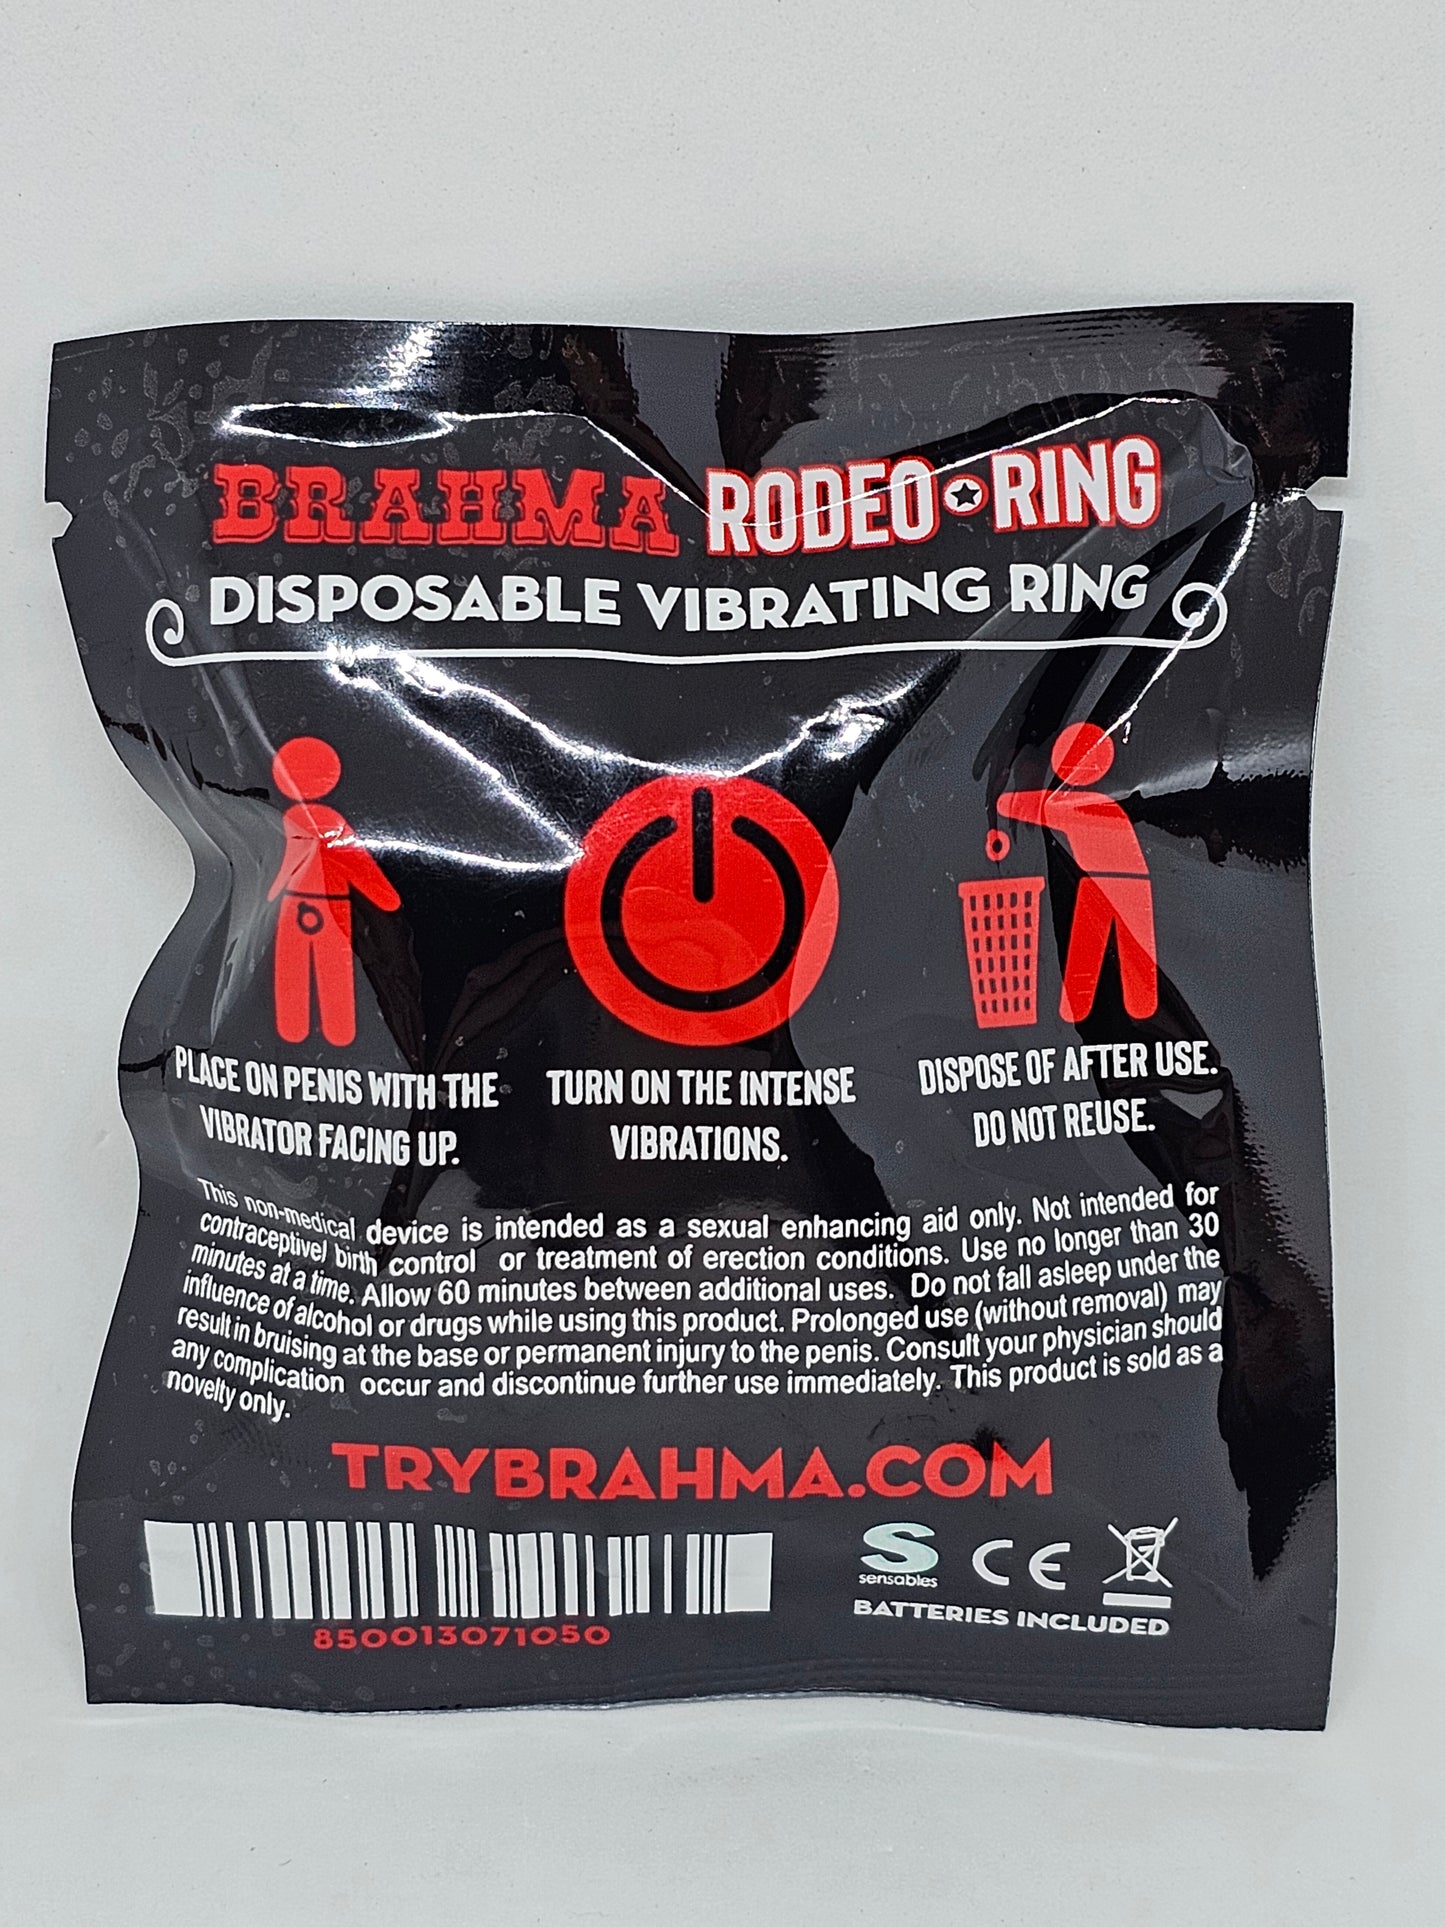 BRAHMA RODEO RING
DISPOSABLE VIBRATING RING
PLACE ON PENIS WITH THE
VIBRATOR FACING UP.
TURN ON THE INTENSE
VIBRATIONS.
DISPOSE OF AFTER USE.
DO NOT REUSE.
This non-medical device is intended as a sexual enhancing aid only. Not intended for
contraceptive/ birth control or treatment of erection conditions. Use no longer than 30
minutes at a time. Allow 60 minutes between additional uses. Do not fall asleep under the
influence of alcohol or drugs while using this product. Prolonged use (without removal) may
result in bruising at the base or permanent injury to the penis. Consult your physician should
any complication occur and discontinue further use immediately. This product is sold as a
novelty only.
TRYBRAHMA.COM
850013071050
S
sensables
CE
BATTERIES INCLUDED